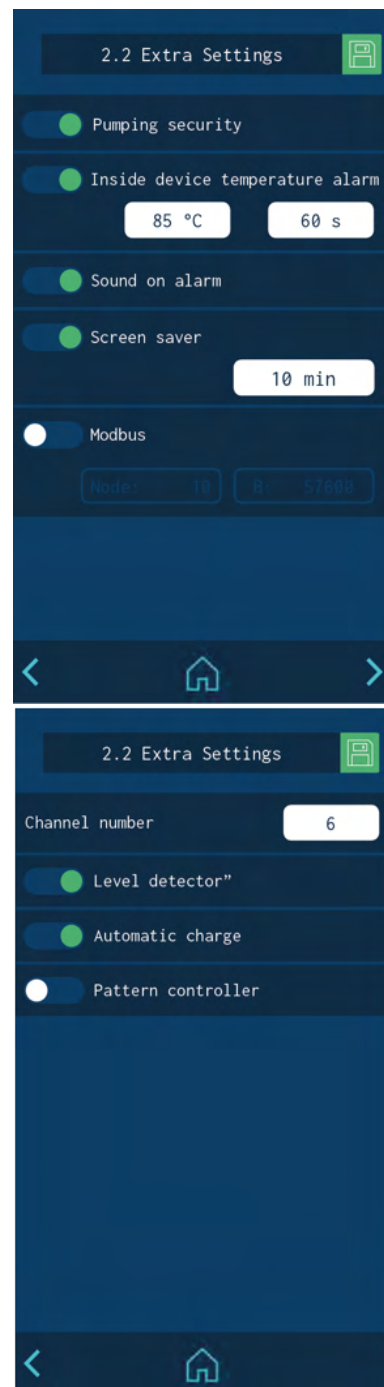 2.2 Extra Settings
Pumping security
Inside device temperature alarm
85 °C 60 s
Sound on alarm
Screen saver
10 min
Modbus
Node: 10 B: 57600
2.2 Extra Settings
Channel number 6
Level detector”
Automatic charge
Pattern controller